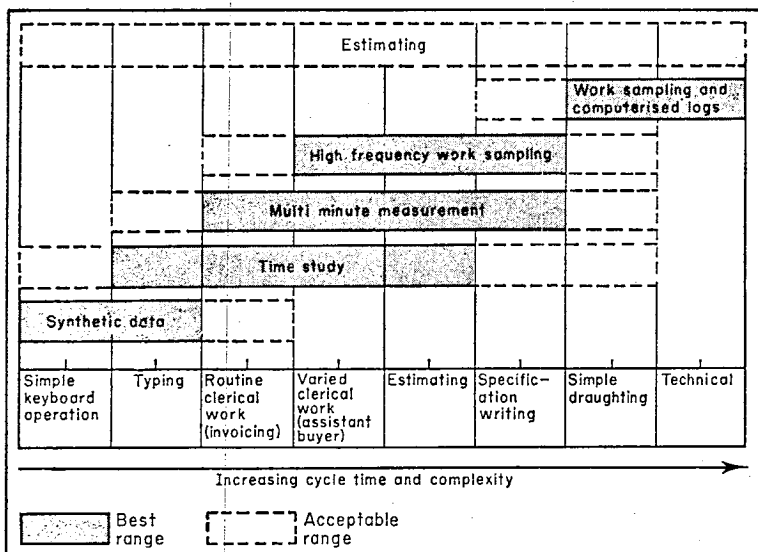 Estimating
Work sampling and
computerised logs
High frequency work sampling
Multi minute measurement
Time study
Synthetic data
Simple
keyboard
operation
Typing
Routine
clerical
work
(invoicing)
Varied
clerical
work
(assistant
buyer)
Estimating
Specific-
ation
writing
Simple
draughting
Technical
Increasing cycle time and complexity
Best
range
Acceptable
range